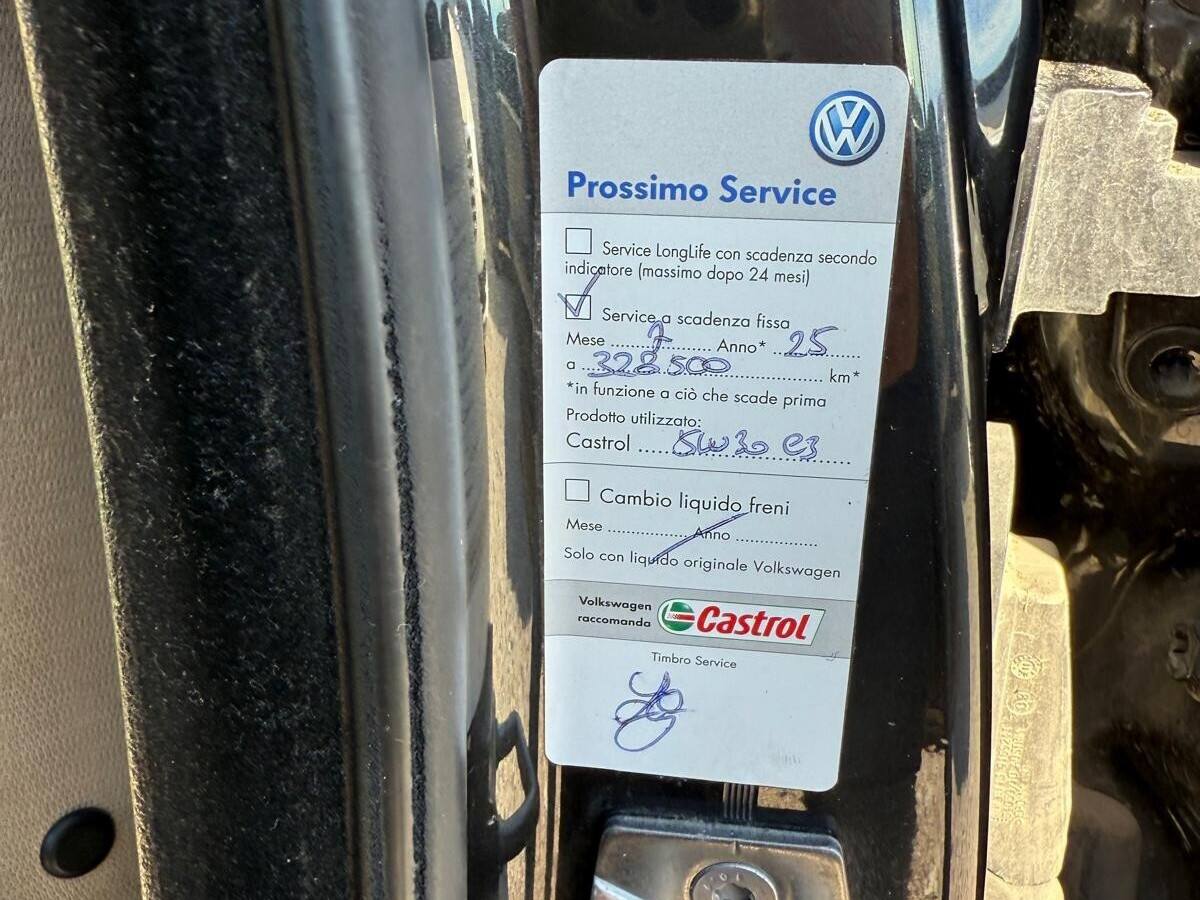 Prossimo Service
Service LongLife con scadenza secondo
indicatore (massimo dopo 24 mesi)
Service a scadenza fissa
Mese ....... 7 ....... Anno* .. 25 ....
a ... 328.500 .................. km*
*in funzione a ciò che scade prima
Prodotto utilizzato:
Castrol ..... 5W30 C3 .....
Cambio liquido freni
Mese .................. Anno ..................
Solo con liquido originale Volkswagen
Volkswagen
raccomanda
Castrol
Timbro Service